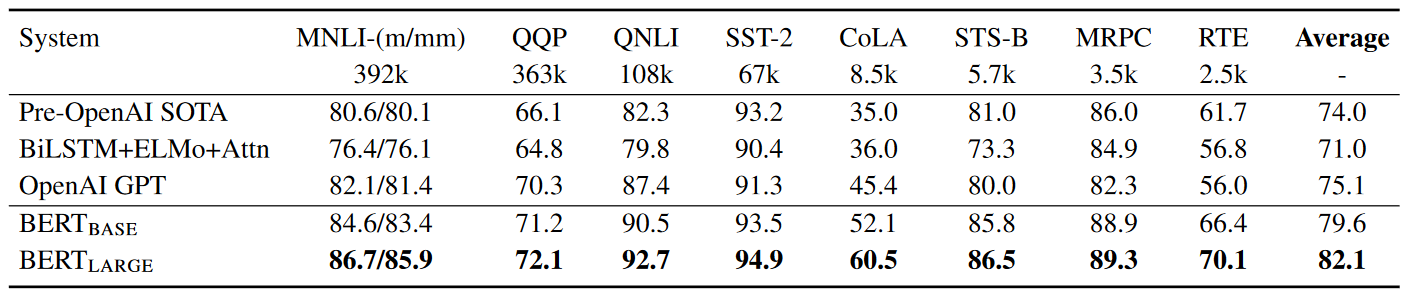 System MNLI-(m/mm) QQP QNLI SST-2 CoLA STS-B MRPC RTE Average
392k 363k 108k 67k 8.5k 5.7k 3.5k 2.5k -
Pre-OpenAI SOTA 80.6/80.1 66.1 82.3 93.2 35.0 81.0 86.0 61.7 74.0
BiLSTM+ELMo+Attn 76.4/76.1 64.8 79.8 90.4 36.0 73.3 84.9 56.8 71.0
OpenAI GPT 82.1/81.4 70.3 87.4 91.3 45.4 80.0 82.3 56.0 75.1
BERTBASE 84.6/83.4 71.2 90.5 93.5 52.1 85.8 88.9 66.4 79.6
BERTLARGE 86.7/85.9 72.1 92.7 94.9 60.5 86.5 89.3 70.1 82.1